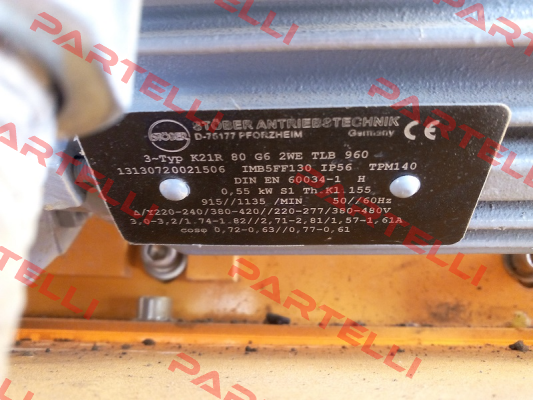 STÖBER
STÖBER ANTRIEBSTECHNIK
D-75177 PFORZHEIM Germany CE
3-Typ K21R 80 G6 2WE TLB 960
13130720021506 IMB5FF130 IP56 TPM140
DIN EN 60034-1 H
0,55 kW S1 Th.Kl.155
915//1135 /MIN 50//60Hz
Δ/Y220-240/380-420//220-277/380-480V
3,0-3,2/1.74-1.82//2,71-2,81/1,57-1,61A
cosφ 0,72-0,63//0,77-0,61
PARTELLI
PARTELLI
PARTELLI
PARTELLI
PARTELLI